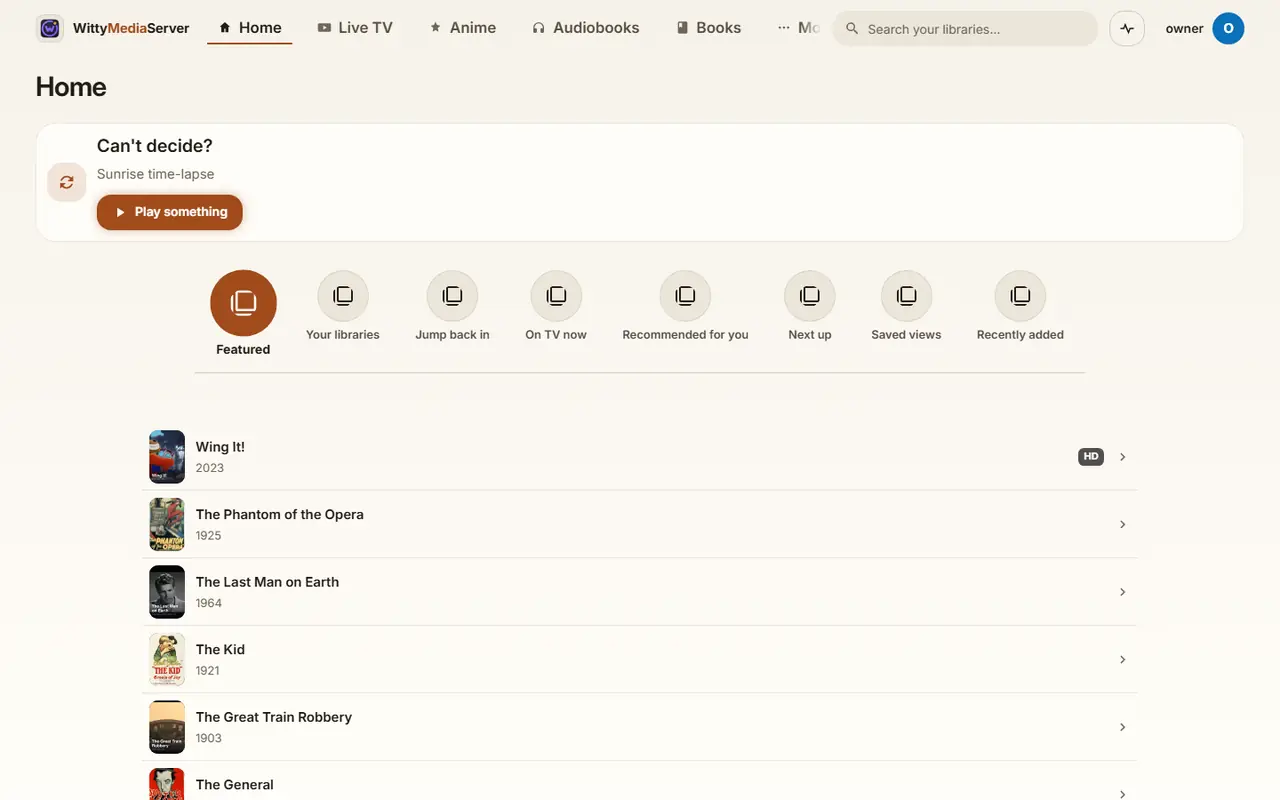 WittyMediaServer
Home
Live TV
Anime
Audiobooks
Books
Mo
Search your libraries...
owner
O
Home
Can't decide?
Sunrise time-lapse
Play something
Featured
Your libraries
Jump back in
On TV now
Recommended for you
Next up
Saved views
Recently added
Wing It!
2023
HD
The Phantom of the Opera
1925
The Last Man on Earth
1964
The Kid
1921
The Great Train Robbery
1903
The General